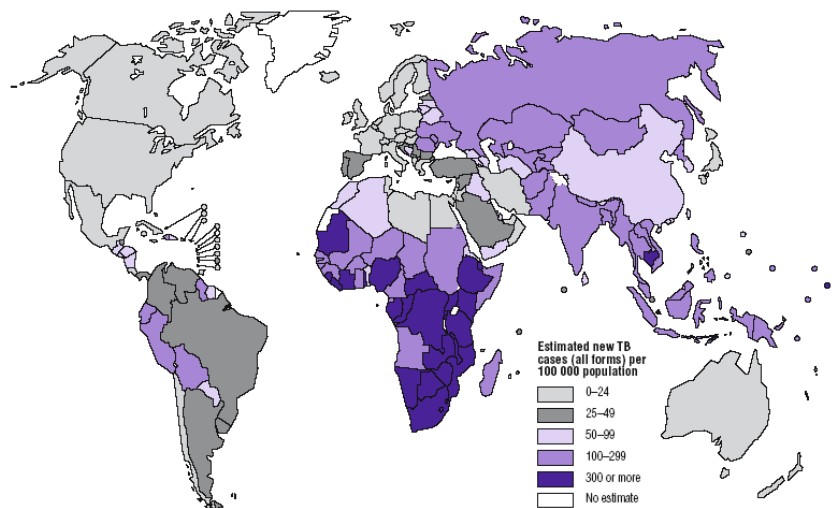 Estimated new TB
cases (all forms) per
100 000 population
0–24
25–49
50–99
100–299
300 or more
No estimate